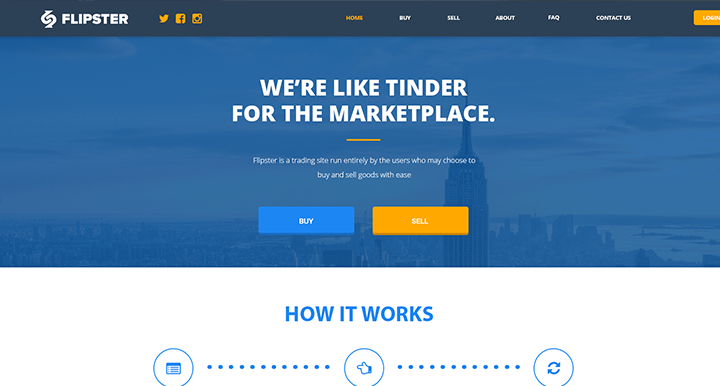 FLIPSTER HOME BUY SELL ABOUT FAQ CONTACT US LOGIN
WE'RE LIKE TINDER
FOR THE MARKETPLACE.
Flipster is a trading site run entirely by the users who may choose to
buy and sell goods with ease
BUY SELL
HOW IT WORKS